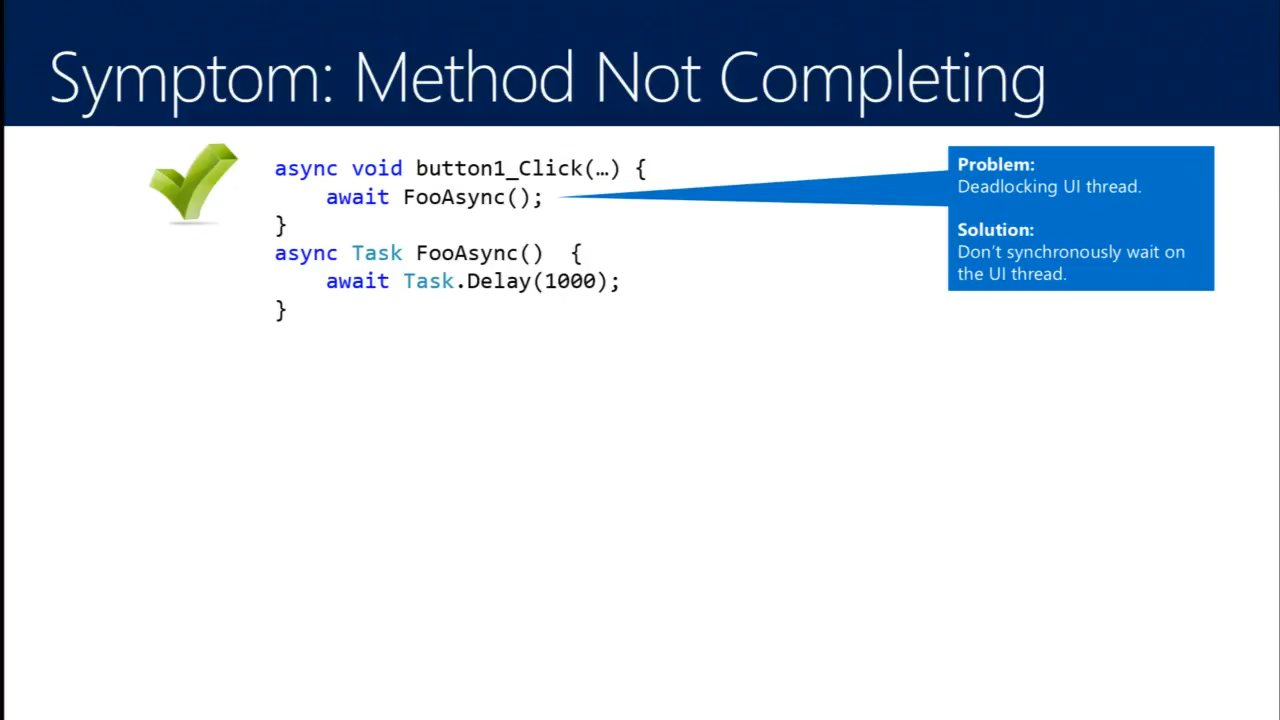 Symptom: Method Not Completing
async void button1_Click(…) {
    await FooAsync();
}
async Task FooAsync()  {
    await Task.Delay(1000);
}
Problem:
Deadlocking UI thread.
Solution:
Don’t synchronously wait on
the UI thread.